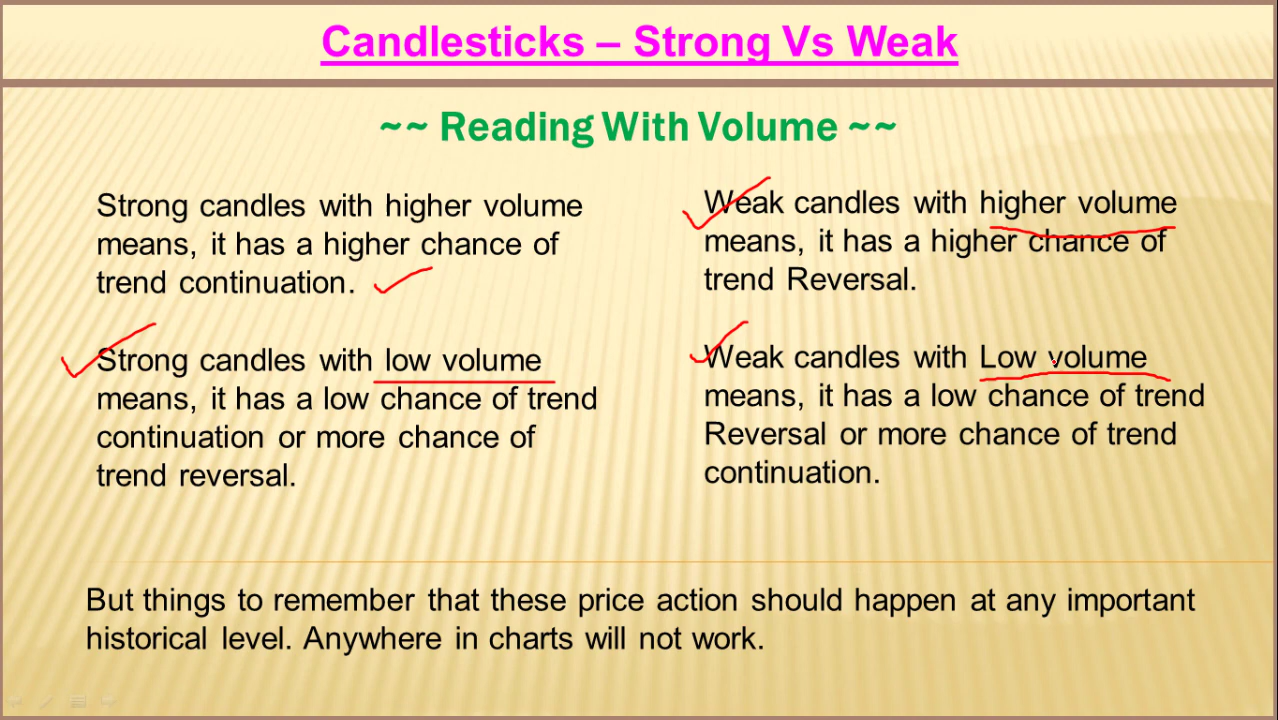 Candlesticks – Strong Vs Weak
~~ Reading With Volume ~~
Strong candles with higher volume
means, it has a higher chance of
trend continuation.
Strong candles with low volume
means, it has a low chance of trend
continuation or more chance of
trend reversal.
Weak candles with higher volume
means, it has a higher chance of
trend Reversal.
Weak candles with Low volume
means, it has a low chance of trend
Reversal or more chance of trend
continuation.
But things to remember that these price action should happen at any important
historical level. Anywhere in charts will not work.